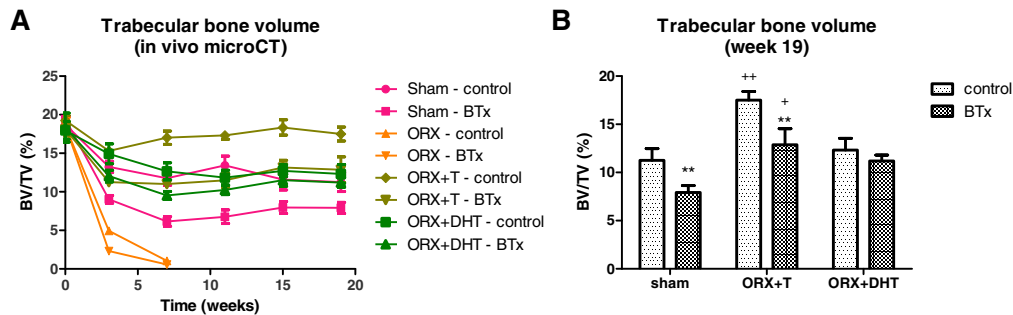 A
Trabecular bone volume
(in vivo microCT)
BV/TV (%)
25
20
15
10
5
0
0
5
10
15
20
Time (weeks)
Sham - control
Sham - BTx
ORX - control
ORX - BTx
ORX+T - control
ORX+T - BTx
ORX+DHT - control
ORX+DHT - BTx
B
Trabecular bone volume
(week 19)
BV/TV (%)
20
15
10
5
0
**
++
+
**
sham
ORX+T
ORX+DHT
control
BTx